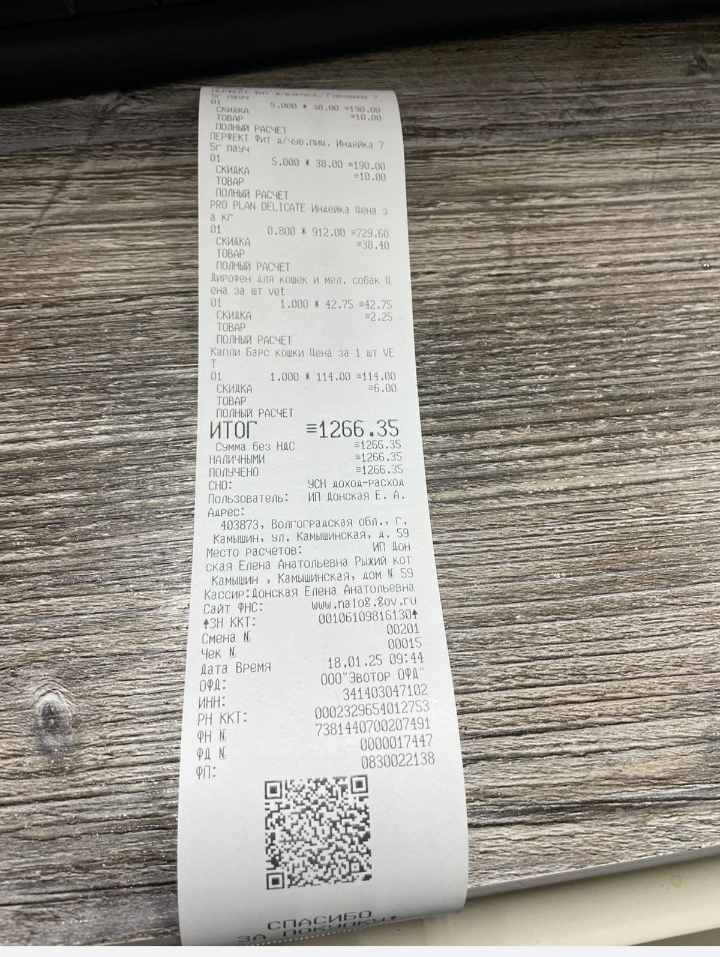 5г пауч
01 5.000 * 38.00 =190.00
СКИДКА =10.00
ТОВАР
ПОЛНЫЙ РАСЧЕТ
ПЕРФЕКТ Фит д/чув.пищ. Индейка 7
5г пауч
01 5.000 * 38.00 =190.00
СКИДКА =10.00
ТОВАР
ПОЛНЫЙ РАСЧЕТ
PRO PLAN DELICATE Индейка Цена з
а кг
01 0.800 * 912.00 =729.60
СКИДКА =38.40
ТОВАР
ПОЛНЫЙ РАСЧЕТ
Дирофен для кошек и мел. собак Ц
ена за шт vet
01 1.000 * 42.75 =42.75
СКИДКА =2.25
ТОВАР
ПОЛНЫЙ РАСЧЕТ
Капли Барс кошки Цена за 1 шт VE
T
01 1.000 * 114.00 =114.00
СКИДКА =6.00
ТОВАР
ПОЛНЫЙ РАСЧЕТ
ИТОГ =1266.35
Сумма без НДС =1266.35
НАЛИЧНЫМИ =1266.35
ПОЛУЧЕНО =1266.35
СНО: УСН доход-расход
Пользователь: ИП Донская Е. А.
Адрес:
403873, Волгоградская обл., г.
Камышин, ул. Камышинская, д. 59
Место расчетов: ИП Дон
ская Елена Анатольевна Рыжий кот
Камышин , Камышинская, дом № 59
Кассир:Донская Елена Анатольевна
Сайт ФНС: www.nalog.gov.ru
↑ЗН ККТ: 00106109816130↑
Смена № 00201
Чек № 00015
Дата Время 18.01.25 09:44
ОФД: ООО"Эвотор ОФД"
ИНН: 341403047102
РН ККТ: 0002329654012753
ФН № 7381440700207491
ФД № 0000017447
ФП: 0830022138
СПАСИБО
ЗА ПОКУПКУ!